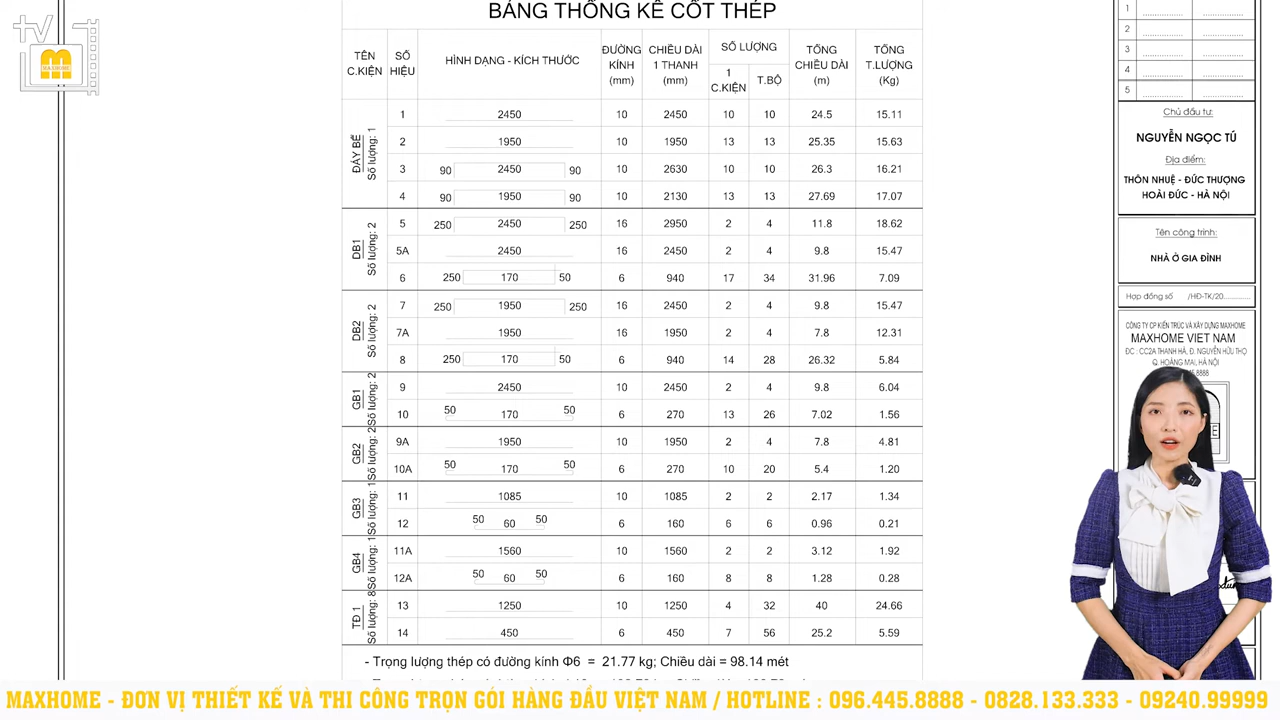 tv
MAXHOME
BẢNG THỐNG KÊ CỐT THÉP
TÊN C.KIỆN SỐ HIỆU HÌNH DẠNG - KÍCH THƯỚC ĐƯỜNG KÍNH (mm) CHIỀU DÀI 1 THANH (mm) SỐ LƯỢNG 1 C.KIỆN T.BỘ TỔNG CHIỀU DÀI (m) TỔNG T.LƯỢNG (Kg)
ĐÁY BỂ Số lượng: 1
1 2450 10 2450 10 10 24.5 15.11
2 1950 10 1950 13 13 25.35 15.63
3 90 2450 90 10 2630 10 10 26.3 16.21
4 90 1950 90 10 2130 13 13 27.69 17.07
DB1 Số lượng: 2
5 250 2450 250 16 2950 2 4 11.8 18.62
5A 2450 16 2450 2 4 9.8 15.47
6 250 170 50 6 940 17 34 31.96 7.09
DB2 Số lượng: 2
7 250 1950 250 16 2450 2 4 9.8 15.47
7A 1950 16 1950 2 4 7.8 12.31
8 250 170 50 6 940 14 28 26.32 5.84
GB1 Số lượng: 2
9 2450 10 2450 2 4 9.8 6.04
10 50 170 50 6 270 13 26 7.02 1.56
GB2 Số lượng: 2
9A 1950 10 1950 2 4 7.8 4.81
10A 50 170 50 6 270 10 20 5.4 1.20
GB3 Số lượng: 1
11 1085 10 1085 2 2 2.17 1.34
12 50 60 50 6 160 6 6 0.96 0.21
GB4 Số lượng: 1
11A 1560 10 1560 2 2 3.12 1.92
12A 50 60 50 6 160 8 8 1.28 0.28
TĐ1 Số lượng: 8
13 1250 10 1250 4 32 40 24.66
14 450 6 450 7 56 25.2 5.59
- Trọng lượng thép có đường kính Φ6 = 21.77 kg; Chiều dài = 98.14 mét
1
2
3
4
5
Chủ đầu tư:
NGUYỄN NGỌC TÚ
Địa điểm:
THÔN NHUỆ - ĐỨC THƯỢNG
HOÀI ĐỨC - HÀ NỘI
Tên công trình:
NHÀ Ở GIA ĐÌNH
Hợp đồng số /HĐ-TK/20............
CÔNG TY CP KIẾN TRÚC VÀ XÂY DỰNG MAXHOME
MAXHOME VIET NAM
ĐC : CC2A THANH HÀ, Đ. NGUYỄN HỮU THỌ
Q. HOÀNG MAI, HÀ NỘI
MAXHOME - ĐƠN VỊ THIẾT KẾ VÀ THI CÔNG TRỌN GÓI HÀNG ĐẦU VIỆT NAM / HOTLINE : 096.445.8888 - 0828.133.333 - 09240.99999